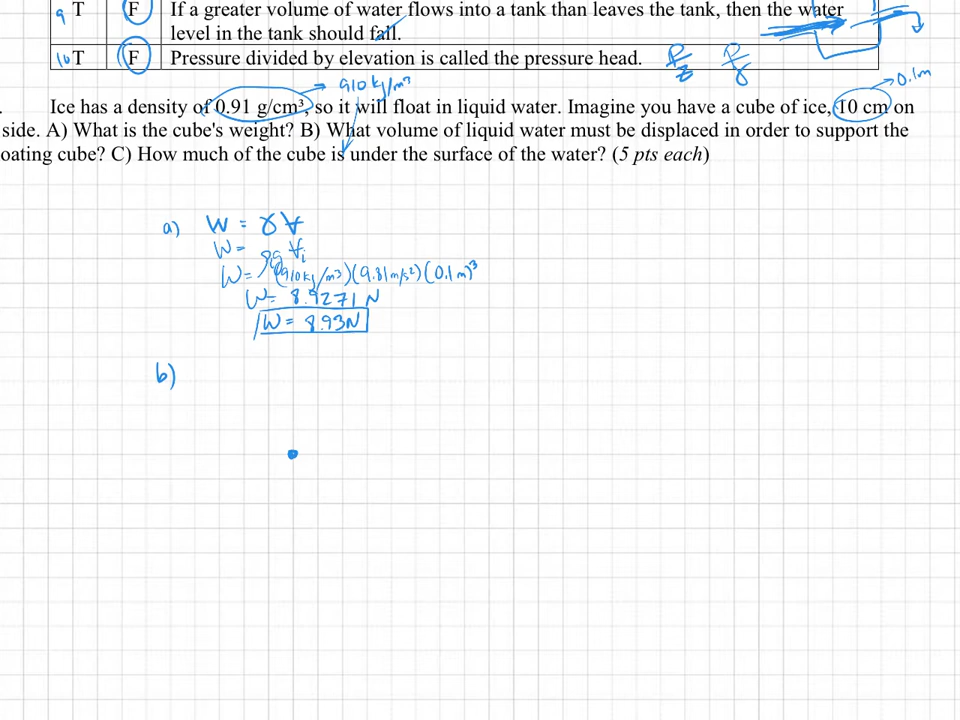 9 T F If a greater volume of water flows into a tank than leaves the tank, then the water
level in the tank should fall.
10 T F Pressure divided by elevation is called the pressure head. P/z P/γ
910 kg/m³ 0.1m
. Ice has a density of 0.91 g/cm³, so it will float in liquid water. Imagine you have a cube of ice, 10 cm on
side. A) What is the cube's weight? B) What volume of liquid water must be displaced in order to support the
oating cube? C) How much of the cube is under the surface of the water? (5 pts each)
a) W = γ V
W = ρg Vi
W = (910 kg/m³)(9.81 m/s²)(0.1m)³
W = 8.9271 N
W = 8.93N
b)